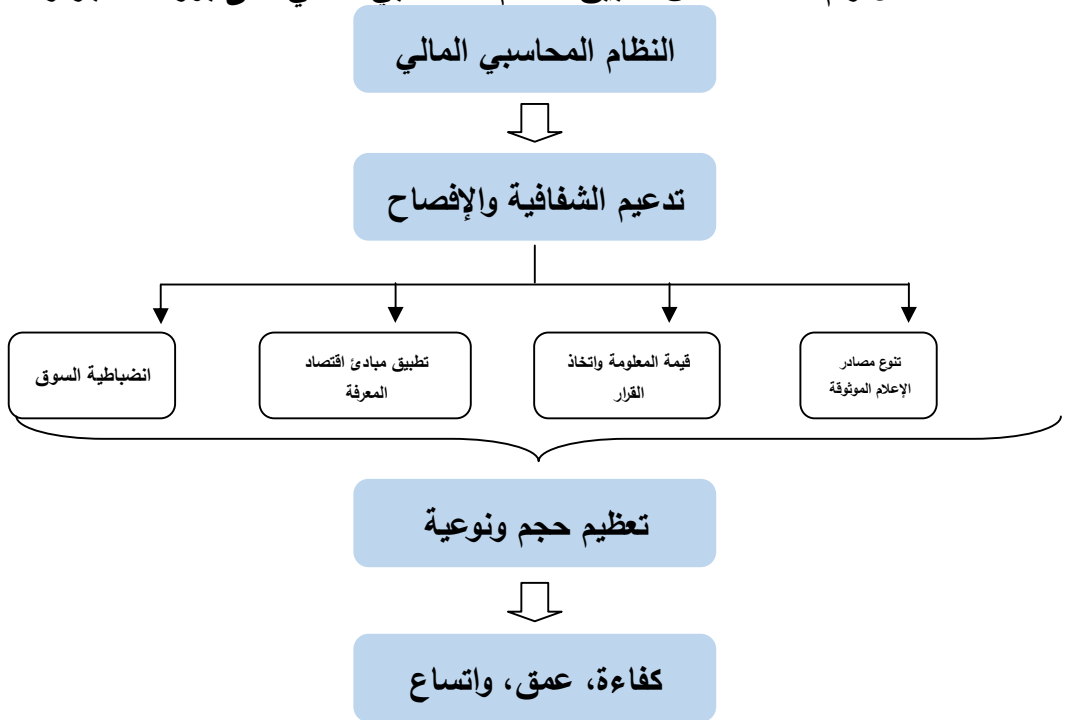 النظام المحاسبي المالي
تدعيم الشفافية والإفصاح
تنوع مصادر
الإعلام الموثوقة
قيمة المعلومة واتخاذ
القرار
تطبيق مبادئ اقتصاد
المعرفة
انضباطية السوق
تعظيم حجم ونوعية
كفاءة، عمق، واتساع